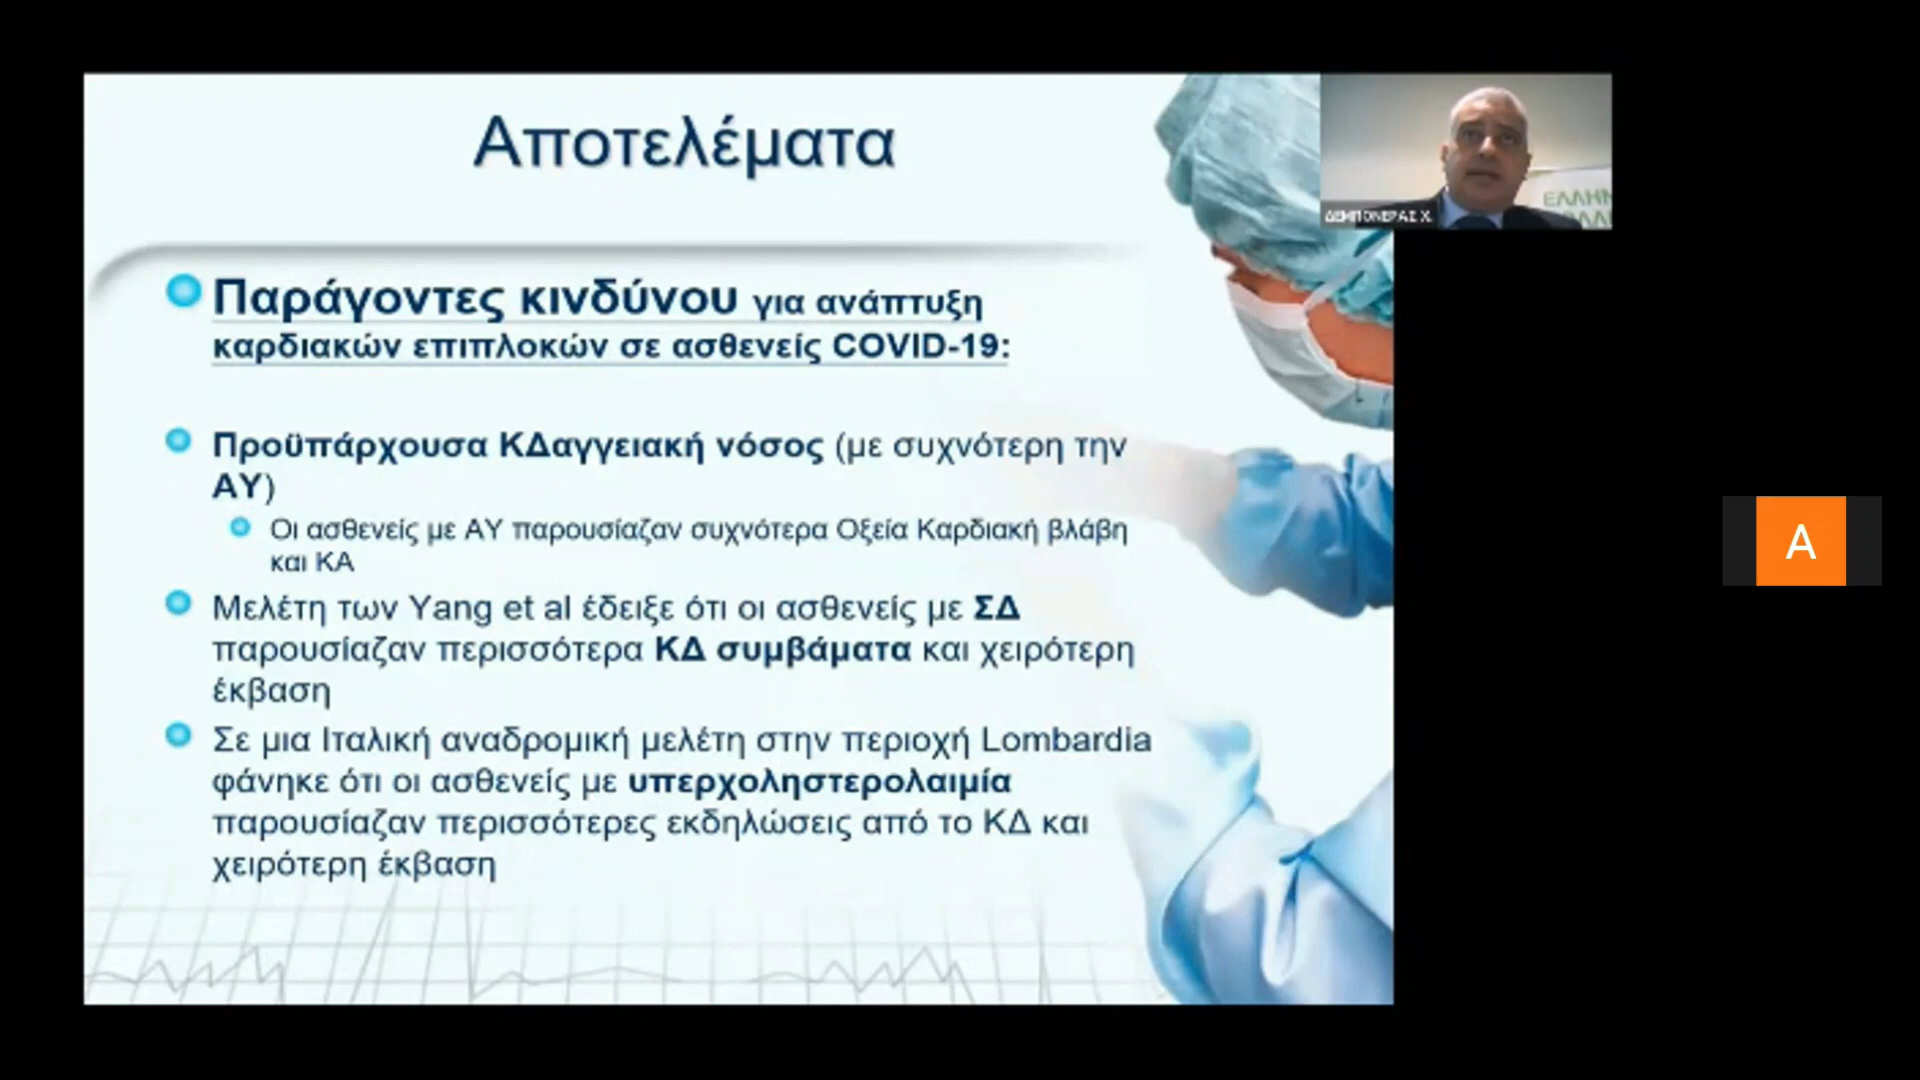 Αποτελέματα
Παράγοντες κινδύνου για ανάπτυξη
καρδιακών επιπλοκών σε ασθενείς COVID-19:
Προϋπάρχουσα ΚΔαγγειακή νόσος (με συχνότερη την
ΑΥ)
Οι ασθενείς με ΑΥ παρουσίαζαν συχνότερα Οξεία Καρδιακή βλάβη
και ΚΑ
Μελέτη των Yang et al έδειξε ότι οι ασθενείς με ΣΔ
παρουσίαζαν περισσότερα ΚΔ συμβάματα και χειρότερη
έκβαση
Σε μια Ιταλική αναδρομική μελέτη στην περιοχή Lombardia
φάνηκε ότι οι ασθενείς με υπερχοληστερολαιμία
παρουσίαζαν περισσότερες εκδηλώσεις από το ΚΔ και
χειρότερη έκβαση
ΔΕΜΠΟΝΕΡΑΣ Χ.
ΕΛΛΗΝ
A